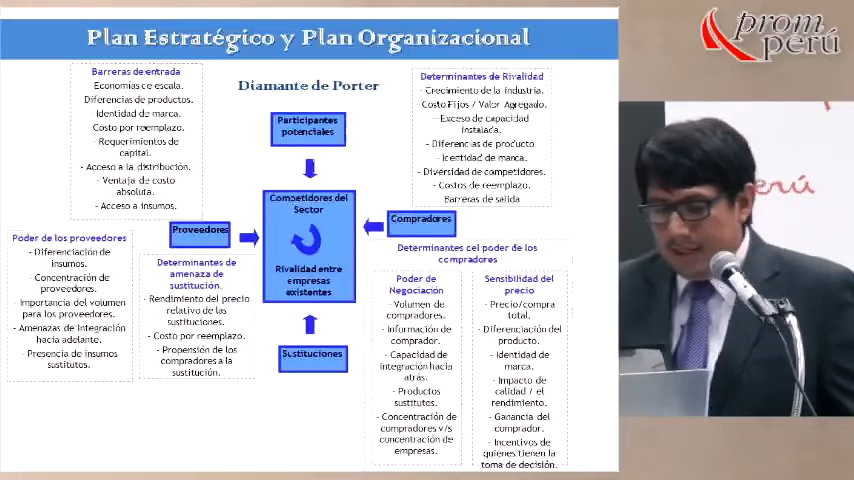 Plan Estratégico y Plan Organizacional
prom
perú
Diamante de Porter
Barreras de entrada
Economías de escala.
Diferencias de productos.
- Identidad de marca.
Costo por reemplazo.
- Requerimientos de
capital.
- Acceso a la distribución.
- Ventaja de costo
absoluta.
- Acceso a insumos.
Participantes
potenciales
Determinantes de Rivalidad
- Crecimiento de la industria.
- Costo Fijos / Valor Agregado.
- Exceso de capacidad
instalada.
- Diferencias de producto
- Identidad de marca.
- Diversidad de competidores.
- Costos de reemplazo.
Barreras de salida
Proveedores
Competidores del
Sector
Rivalidad entre
empresas
existentes
Compradores
Poder de los proveedores
- Diferenciación de
insumos.
- Concentración de
proveedores.
- Importancia del volumen
para los proveedores.
- Amenazas de integración
hacia adelante.
- Presencia de insumos
sustitutos.
Determinantes de
amenaza de
sustitución.
- Rendimiento del precio
relativo de las
sustituciones.
- Costo por reemplazo.
- Propensión de los
compradores a la
sustitución.
Sustituciones
Determinantes del poder de los
compradores
Poder de
Negociación
- Volumen de
compradores.
- Información de
comprador.
- Capacidad de
integración hacia
atrás.
- Productos
sustitutos.
- Concentración de
compradores v/s
concentración de
empresas.
Sensibilidad del
precio
- Precio/compra
total.
- Diferenciación del
producto.
- Identidad de
marca.
- Impacto de
calidad / el
rendimiento.
- Ganancia del
comprador.
- Incentivos de
quienes tienen la
toma de decisión.
erú